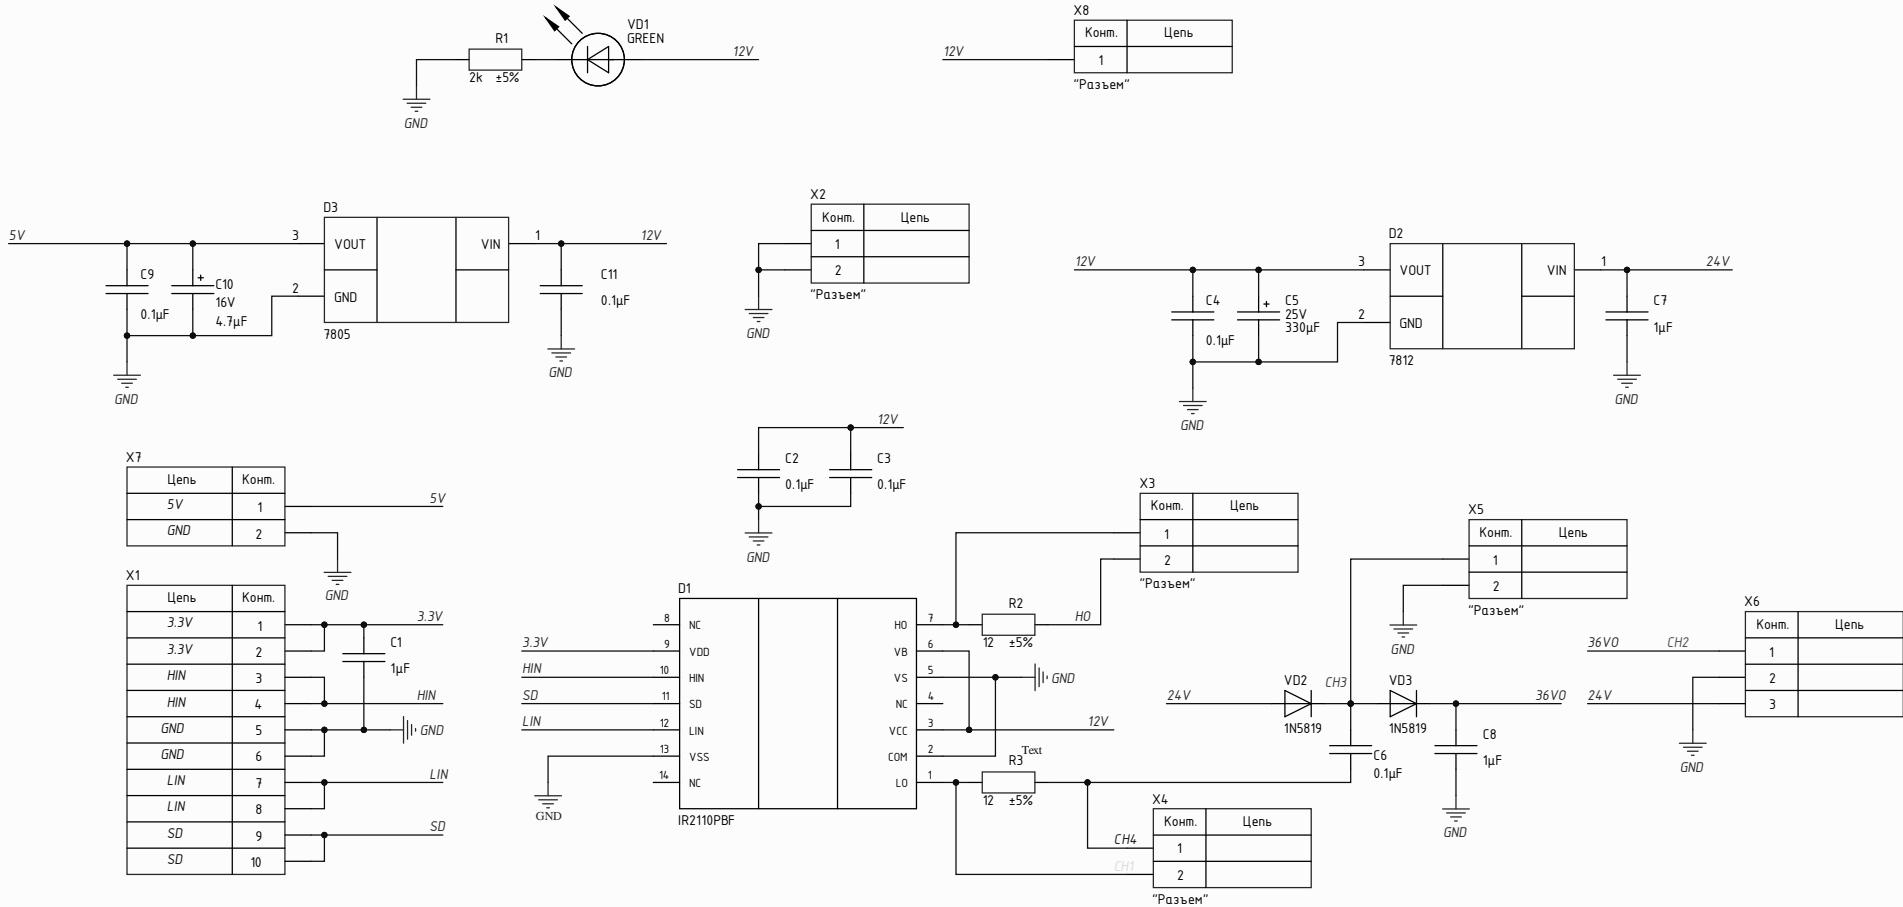 X8
Конт. Цепь
1
"Разъем"
12V
R1
2k ±5%
VD1
GREEN
12V
GND
5V
D3
3 VOUT VIN 1
2 GND
7805
C9
0.1μF
C10
16V
4.7μF
GND
12V
C11
0.1μF
GND
X2
Конт. Цепь
1
2
"Разъем"
GND
12V
D2
3 VOUT VIN 1
2 GND
7812
C4
0.1μF
C5
25V
330μF
GND
24V
C7
1μF
GND
12V
C2
0.1μF
C3
0.1μF
GND
X7
Цепь Конт.
5V 1
GND 2
5V
GND
X1
Цепь Конт.
3.3V 1
3.3V 2
HIN 3
HIN 4
GND 5
GND 6
LIN 7
LIN 8
SD 9
SD 10
3.3V
C1
1μF
HIN
GND
LIN
SD
D1
8 NC HO 7
3.3V 9 VDD VB 6
HIN 10 HIN VS 5
SD 11 SD NC 4
LIN 12 LIN VCC 3
13 VSS COM 2
14 NC LO 1
IR2110PBF
GND
R2
12 ±5%
HO
GND
12V
Text
R3
12 ±5%
X3
Конт. Цепь
1
2
"Разъем"
X4
Конт. Цепь
CH4 1
CH1 2
"Разъем"
X5
Конт. Цепь
1
2
"Разъем"
GND
24V
VD2
1N5819
CH3
VD3
1N5819
36VO
C6
0.1μF
C8
1μF
GND
X6
Конт. Цепь
36VO CH2 1
2
24V 3
GND